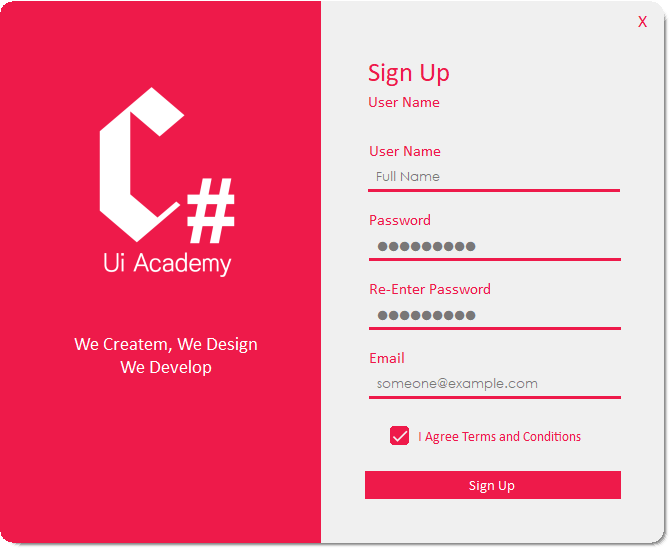 C#
Ui Academy
We Createm, We Design
We Develop
X
Sign Up
User Name
User Name
Full Name
Password
●●●●●●●●●
Re-Enter Password
●●●●●●●●●
Email
someone@example.com
I Agree Terms and Conditions
Sign Up